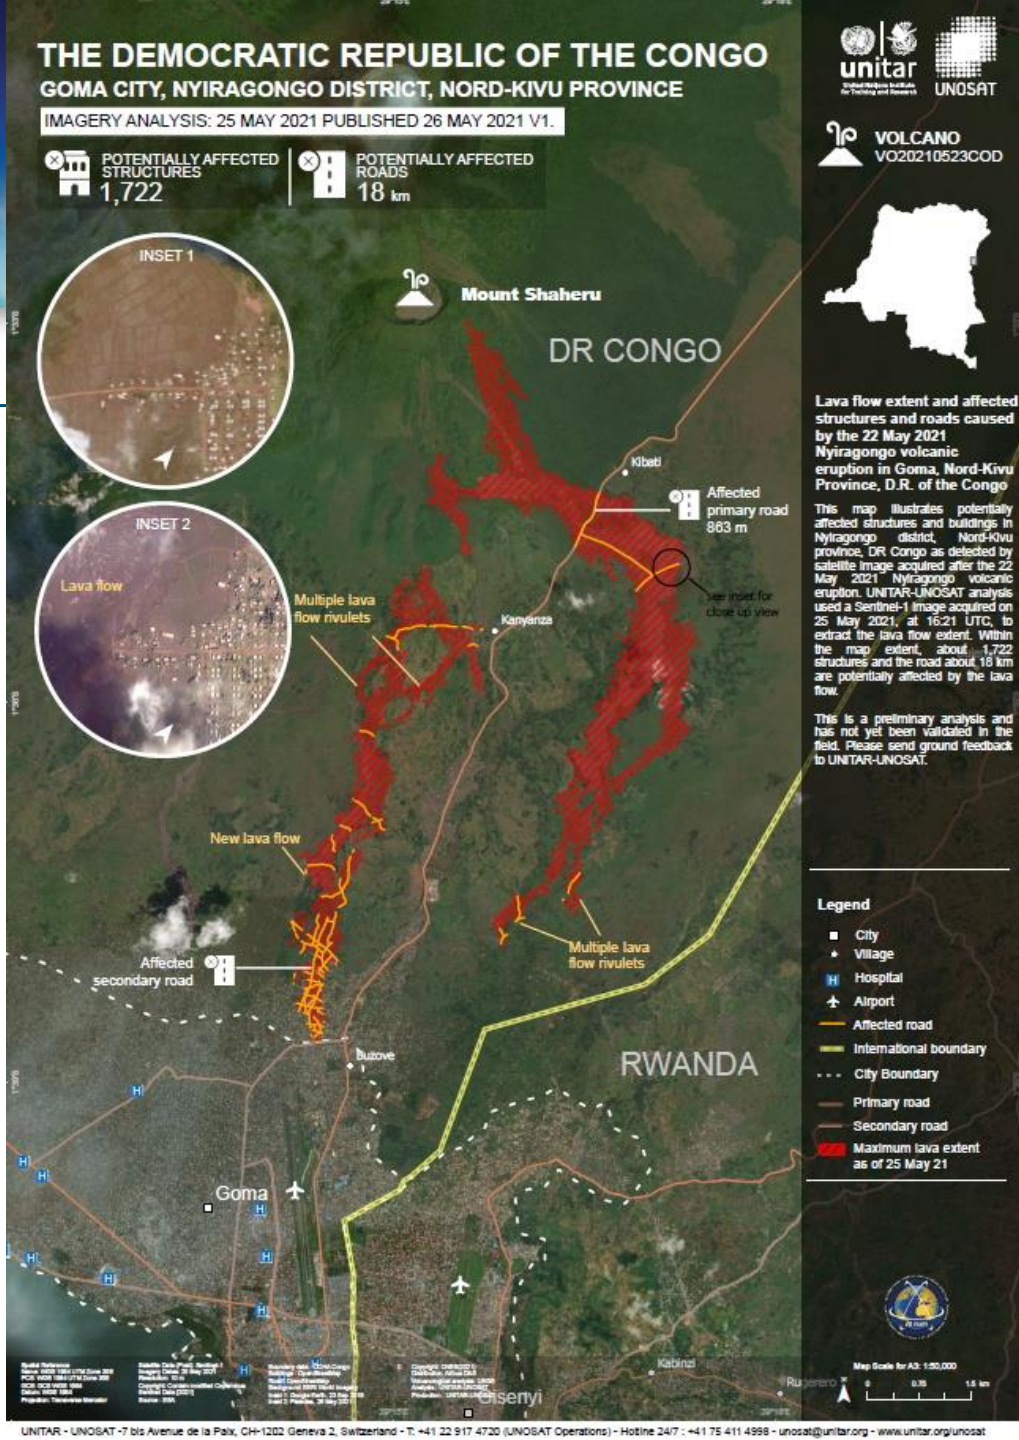 THE DEMOCRATIC REPUBLIC OF THE CONGO
GOMA CITY, NYIRAGONGO DISTRICT, NORD-KIVU PROVINCE
IMAGERY ANALYSIS: 25 MAY 2021 PUBLISHED 26 MAY 2021 V1.
POTENTIALLY AFFECTED
STRUCTURES
1,722
POTENTIALLY AFFECTED
ROADS
18 km
INSET 1
INSET 2
Lava flow
Mount Shaheru
DR CONGO
Kibati
Affected
primary road
863 m
see inset for
close up view
Multiple lava
flow rivulets
Kanyanza
New lava flow
Affected
secondary road
Multiple lava
flow rivulets
Buzove
RWANDA
H
H
H
Goma
H
H
H
H
H
H
H
Kabinzi
Rugerero
Gisenyi
unitar
United Nations Institute
for Training and Research
UNOSAT
VOLCANO
VO20210523COD
Lava flow extent and affected
structures and roads caused
by the 22 May 2021
Nyiragongo volcanic
eruption in Goma, Nord-Kivu
Province, D.R. of the Congo
This map illustrates potentially
affected structures and buildings in
Nyiragongo district, Nord-Kivu
province, DR Congo as detected by
satellite image acquired after the 22
May 2021 Nyiragongo volcanic
eruption. UNITAR-UNOSAT analysis
used a Sentinel-1 image acquired on
25 May 2021, at 16:21 UTC, to
extract the lava flow extent. Within
the map extent, about 1,722
structures and the road about 18 km
are potentially affected by the lava
flow.
This is a preliminary analysis and
has not yet been validated in the
field. Please send ground feedback
to UNITAR-UNOSAT.
Legend
City
Village
H Hospital
Airport
Affected road
International boundary
City Boundary
Primary road
Secondary road
Maximum lava extent
as of 25 May 21
Map Scale for A3: 1:50,000
0 0.75 1.5 km
UNITAR - UNOSAT -7 bis Avenue de la Paix, CH-1202 Geneva 2, Switzerland - T: +41 22 917 4720 (UNOSAT Operations) - Hotline 24/7 : +41 75 411 4998 - unosat@unitar.org - www.unitar.org/unosat